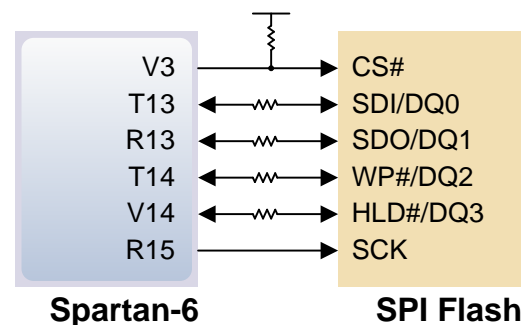 V3 CS#
T13 SDI/DQ0
R13 SDO/DQ1
T14 WP#/DQ2
V14 HLD#/DQ3
R15 SCK
Spartan-6 SPI Flash